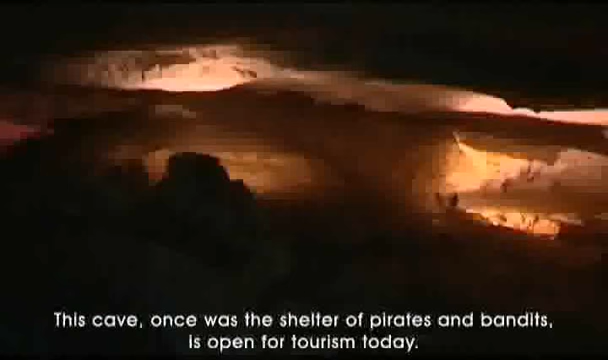 This cave, once was the shelter of pirates and bandits,
is open for tourism today.